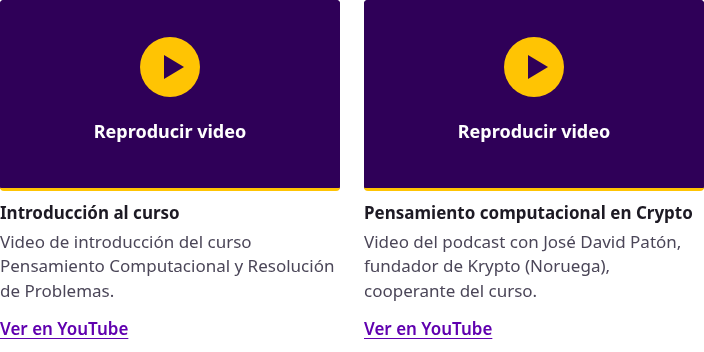 Reproducir video
Introducción al curso
Video de introducción del curso
Pensamiento Computacional y Resolución
de Problemas.
Ver en YouTube
Reproducir video
Pensamiento computacional en Crypto
Video del podcast con José David Patón,
fundador de Krypto (Noruega),
cooperante del curso.
Ver en YouTube